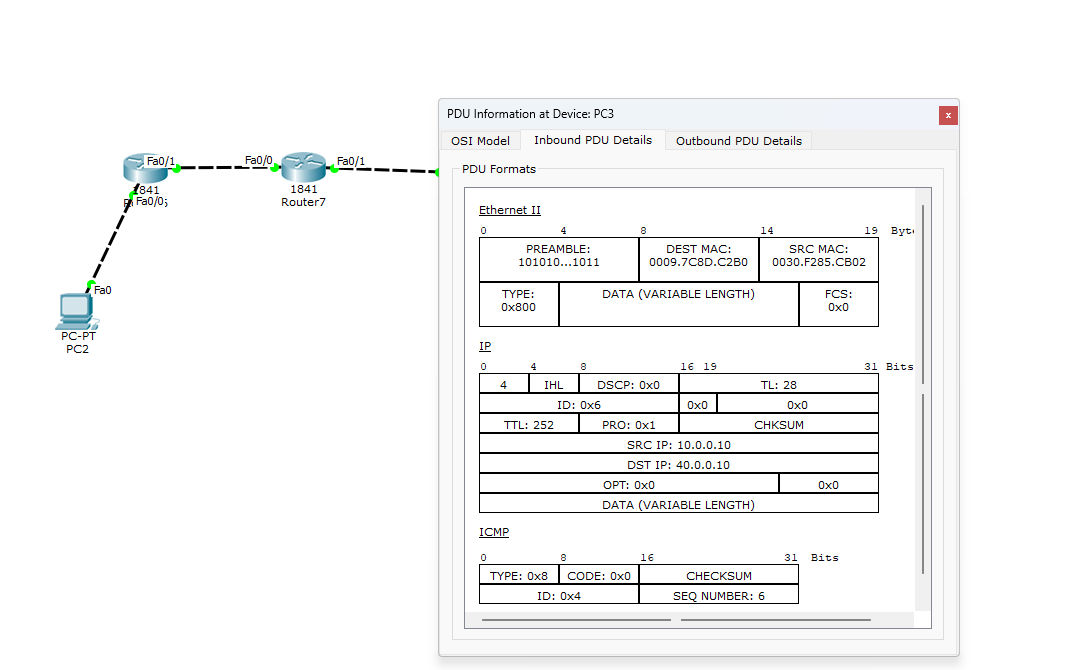 PDU Information at Device: PC3
x
OSI Model Inbound PDU Details Outbound PDU Details
PDU Formats
Fa0/1 Fa0/0 Fa0/1
1841
Fa0/0
1841
Router7
Fa0
PC-PT
PC2
Ethernet II
0 4 8 14 19
PREAMBLE: DEST MAC: SRC MAC:
101010...1011 0009.7C8D.C2B0 0030.F285.CB02
TYPE: DATA (VARIABLE LENGTH) FCS:
0x800 0x0
IP
0 4 8 16 19 31 Bits
4 IHL DSCP: 0x0 TL: 28
ID: 0x6 0x0 0x0
TTL: 252 PRO: 0x1 CHKSUM
SRC IP: 10.0.0.10
DST IP: 40.0.0.10
OPT: 0x0 0x0
DATA (VARIABLE LENGTH)
ICMP
0 8 16 31 Bits
TYPE: 0x8 CODE: 0x0 CHECKSUM
ID: 0x4 SEQ NUMBER: 6